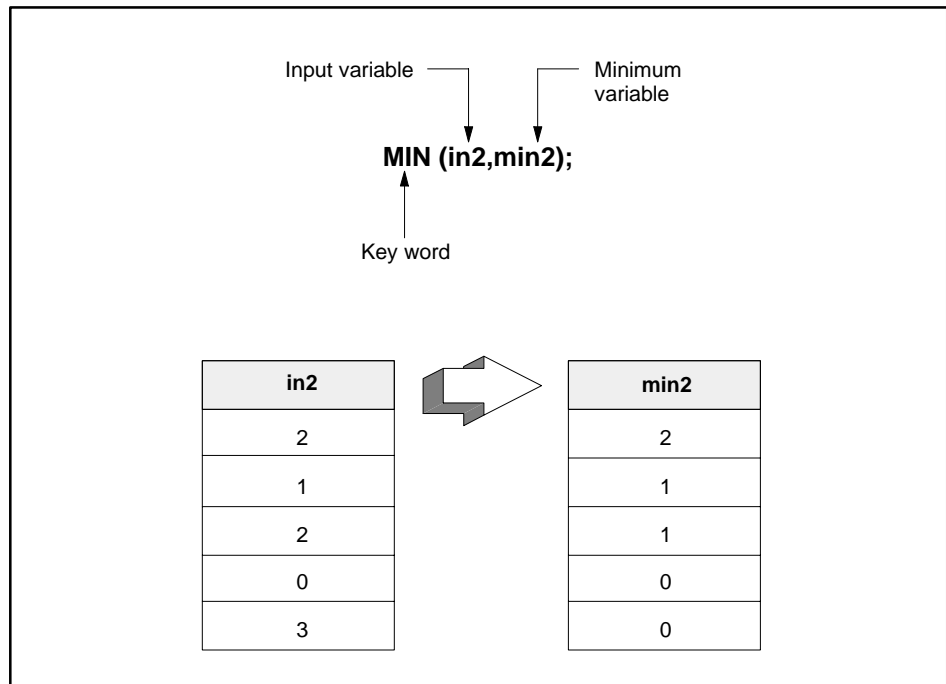 Input variable
Minimum
variable
MIN (in2,min2);
Key word
in2
min2
2
2
1
1
2
1
0
0
3
0